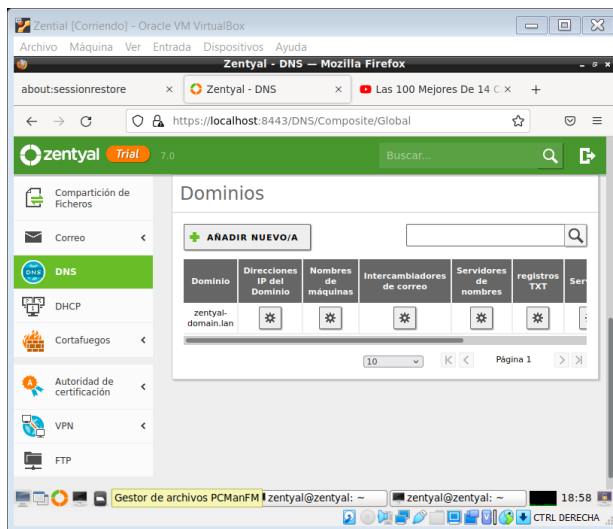 Zential [Corriendo] - Oracle VM VirtualBox
Archivo Máquina Ver Entrada Dispositivos Ayuda
Zentyal - DNS — Mozilla Firefox
about:sessionrestore
Zentyal - DNS
Las 100 Mejores De 14 C
https://localhost:8443/DNS/Composite/Global
zentyal Trial 7.0
Buscar...
Compartición de
Ficheros
Correo
DNS
DHCP
Cortafuegos
Autoridad de
certificación
VPN
FTP
Dominios
AÑADIR NUEVO/A
Dominio
Direcciones
IP del
Dominio
Nombres
de
máquinas
Intercambiadores
de correo
Servidores
de
nombres
registros
TXT
Ser
zentyal-
domain.lan
10
Página 1
Gestor de archivos PCManFM
zentyal@zentyal: ~
zentyal@zentyal: ~
18:58
CTRL DERECHA